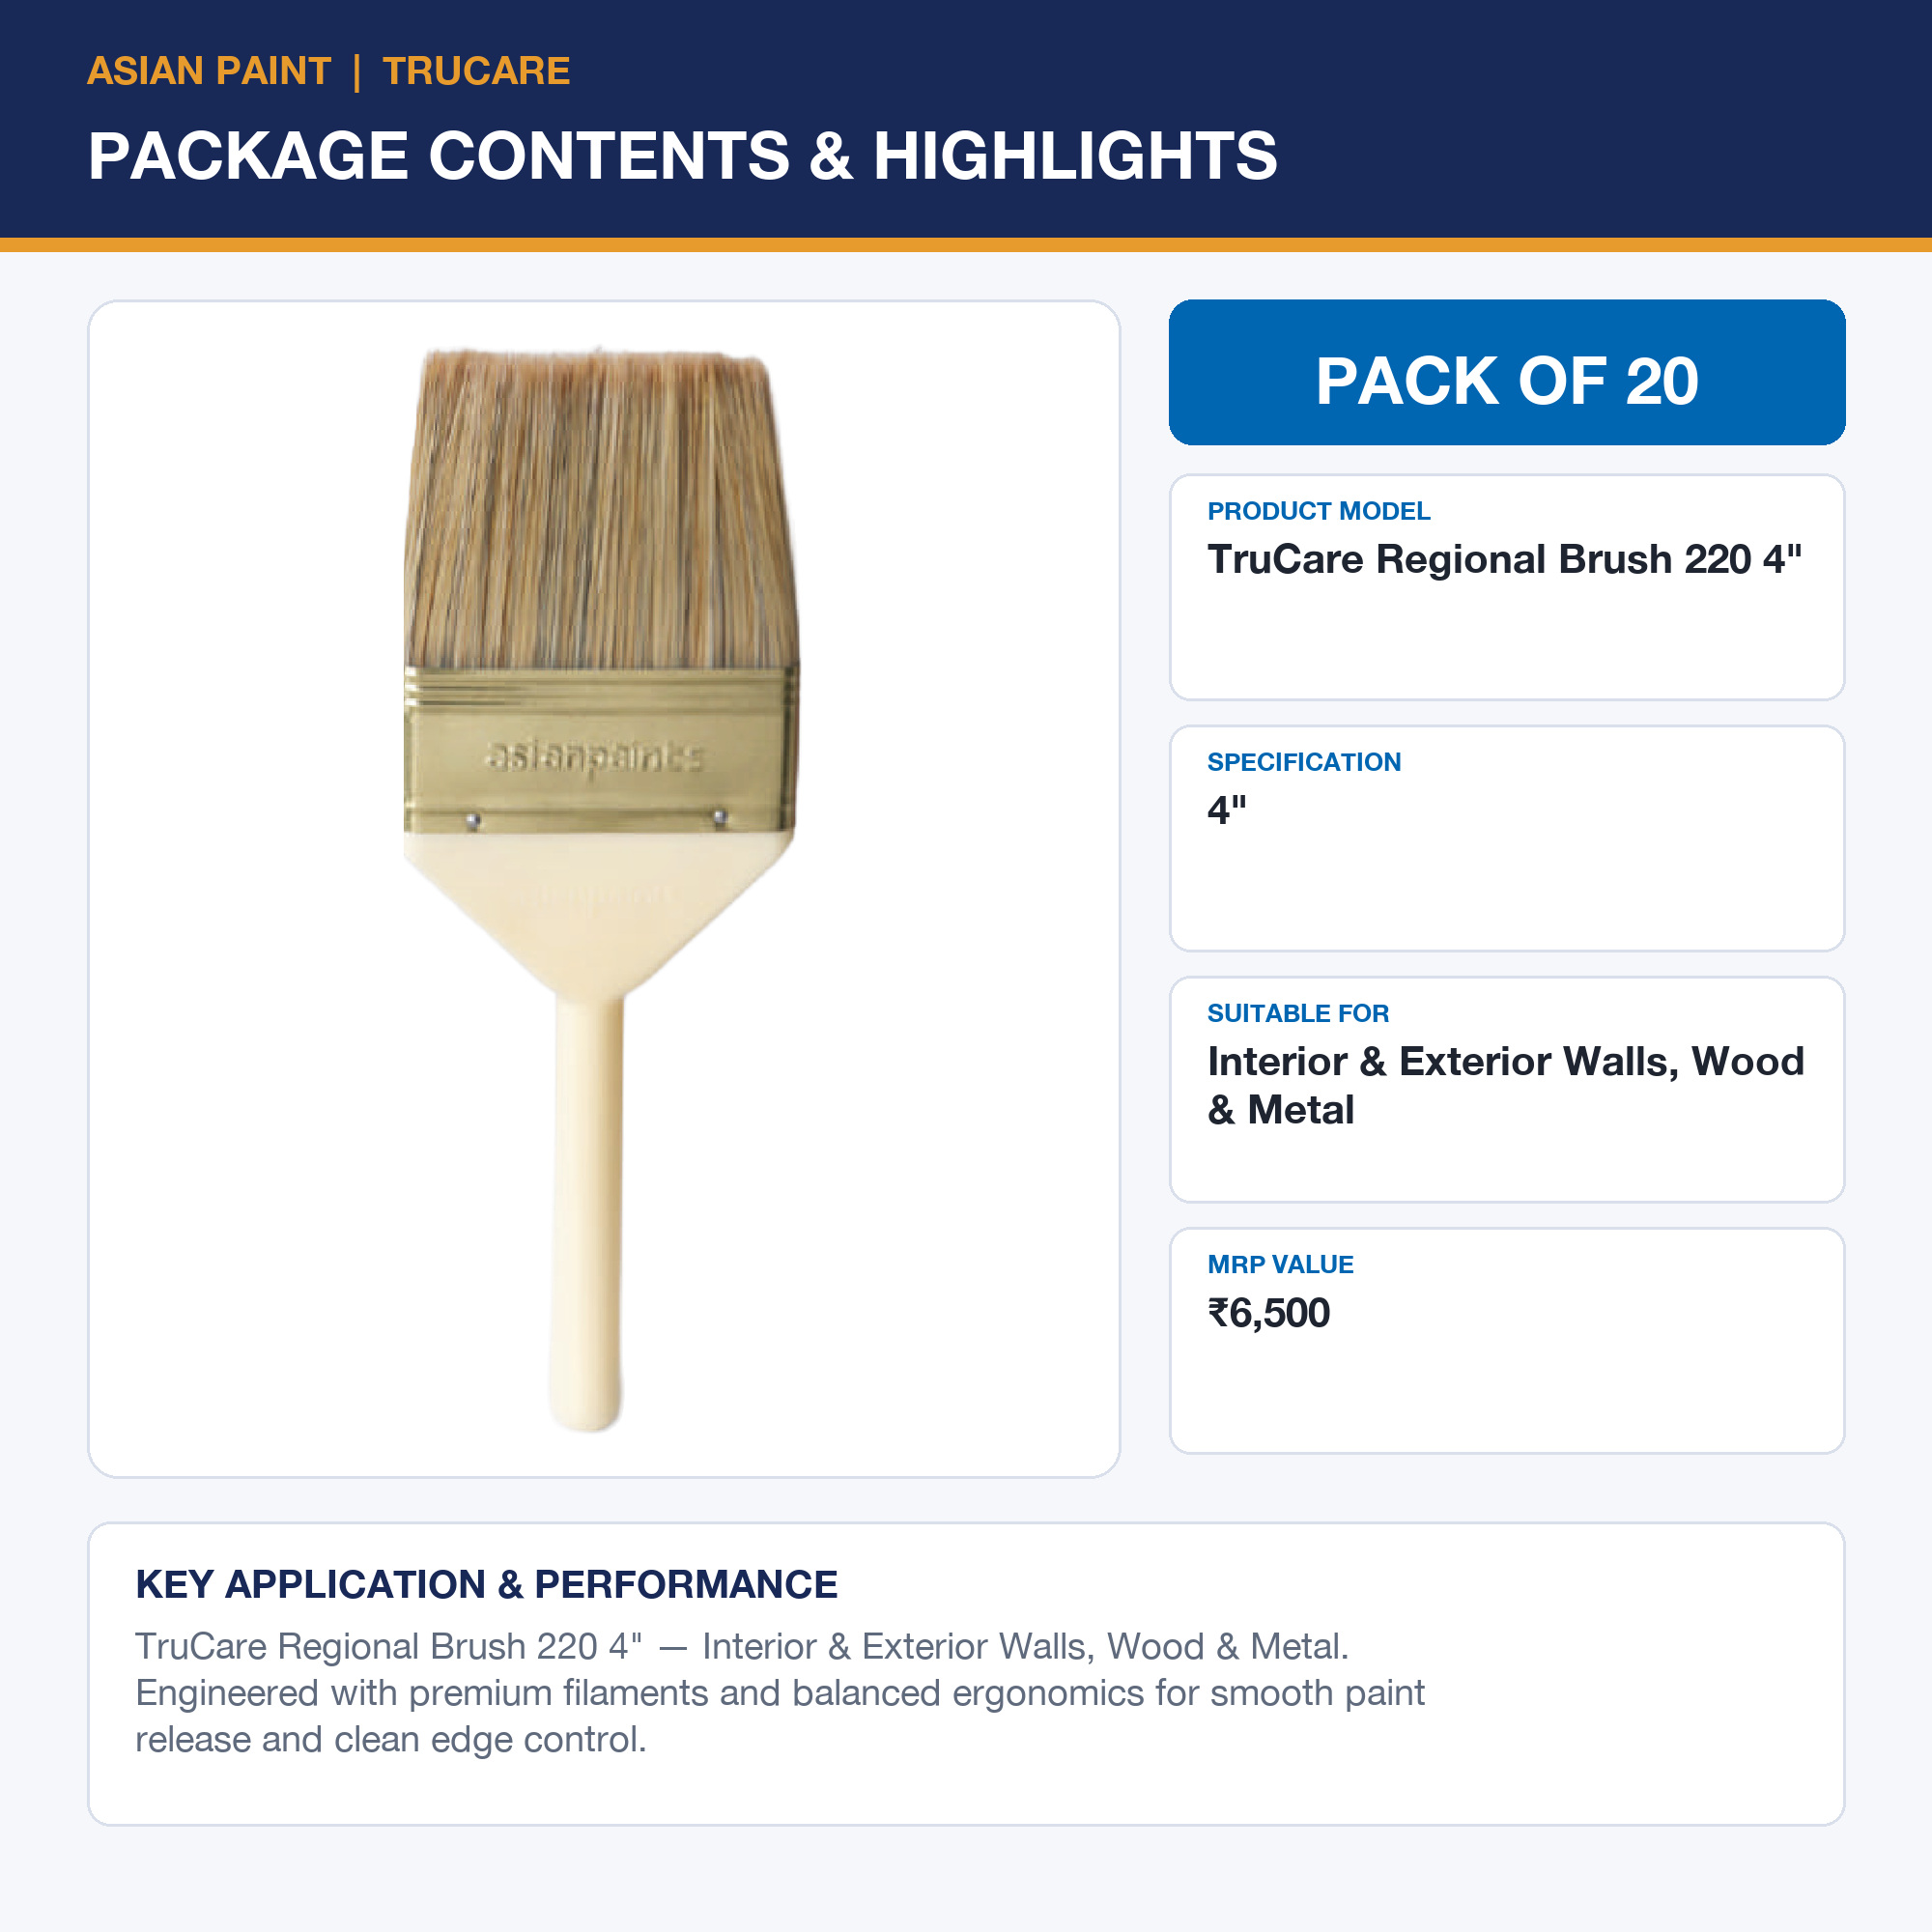 ASIAN PAINT | TRUCARE
PACKAGE CONTENTS & HIGHLIGHTS
asianpaints
PACK OF 20
PRODUCT MODEL
TruCare Regional Brush 220 4"
SPECIFICATION
4"
SUITABLE FOR
Interior & Exterior Walls, Wood
& Metal
MRP VALUE
₹6,500
KEY APPLICATION & PERFORMANCE
TruCare Regional Brush 220 4" — Interior & Exterior Walls, Wood & Metal.
Engineered with premium filaments and balanced ergonomics for smooth paint
release and clean edge control.